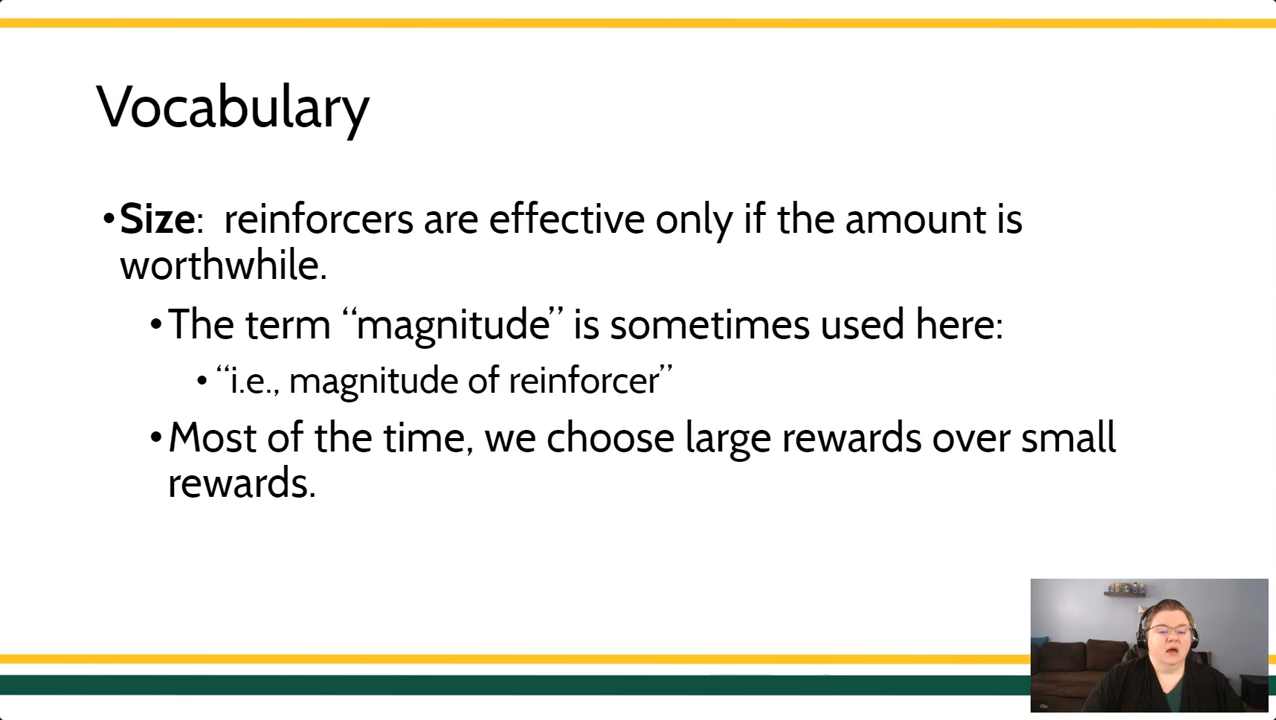 Vocabulary
•Size:  reinforcers are effective only if the amount is
worthwhile.
•The term “magnitude” is sometimes used here:
• “i.e., magnitude of reinforcer”
•Most of the time, we choose large rewards over small
rewards.